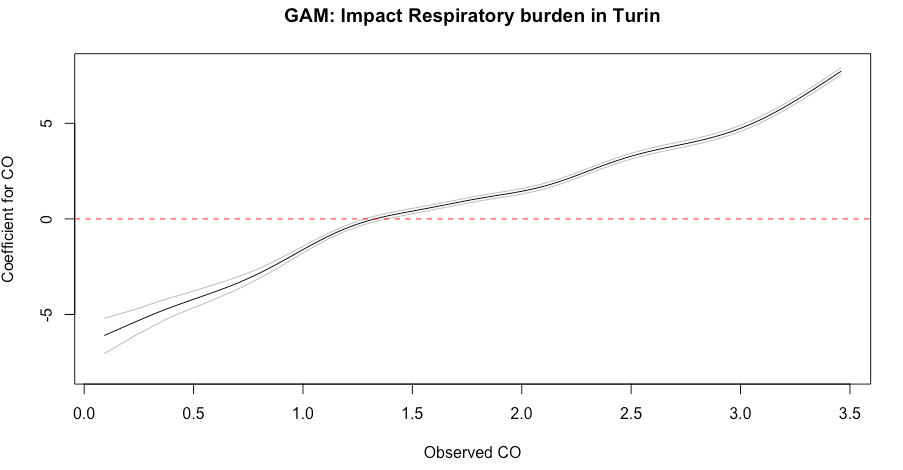 GAM: Impact Respiratory burden in Turin
Coefficient for CO
5
0
-5
0.0 0.5 1.0 1.5 2.0 2.5 3.0 3.5
Observed CO